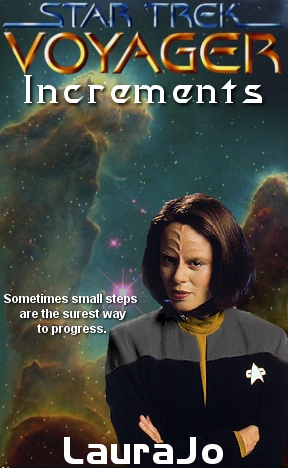 STAR TREK
VOYAGER
Increments
Sometimes small steps
are the surest way
to progress.
LauraJo